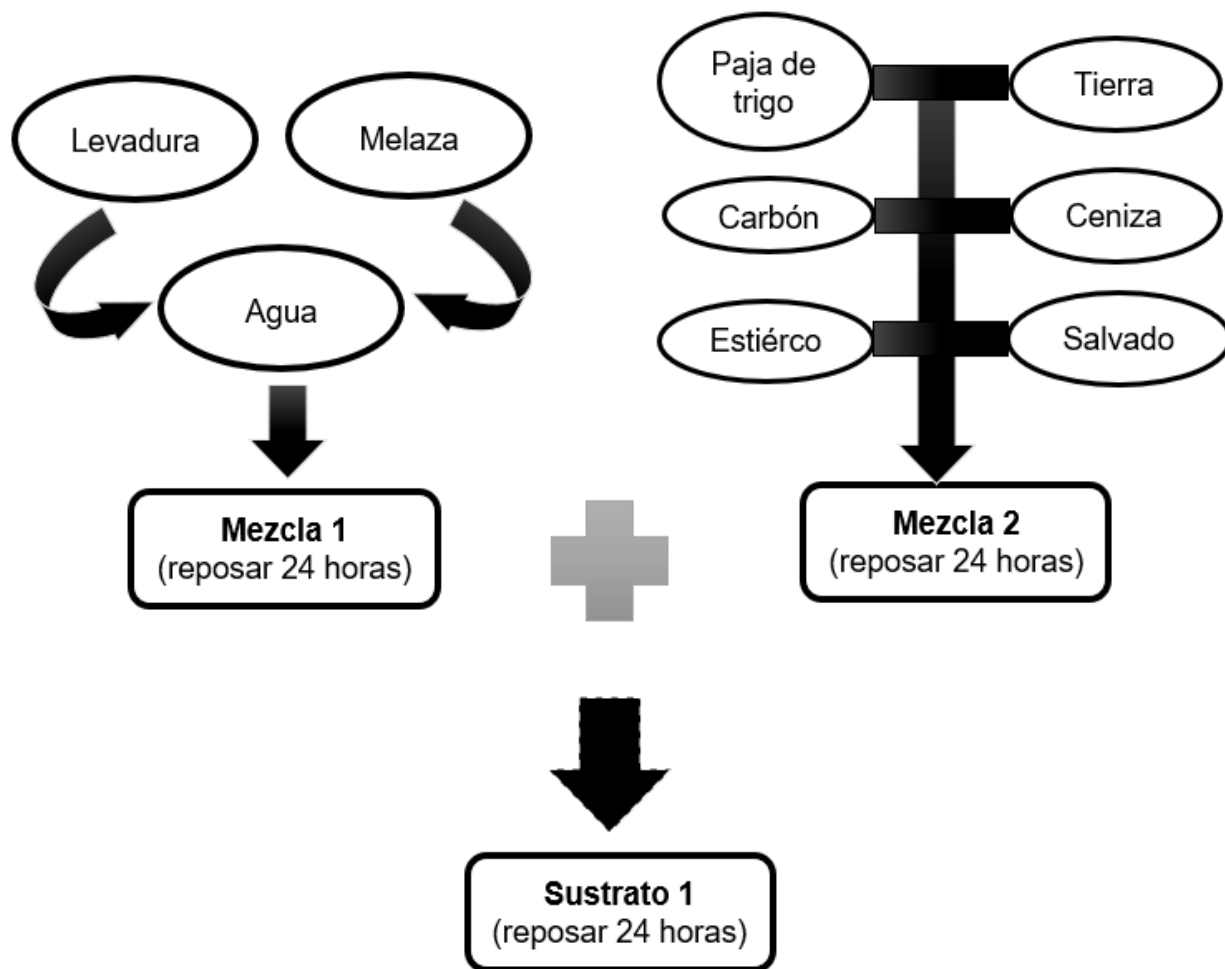 Levadura
Melaza
Agua
Mezcla 1
(reposar 24 horas)
Paja de
trigo
Tierra
Carbón
Ceniza
Estiérco
Salvado
Mezcla 2
(reposar 24 horas)
Sustrato 1
(reposar 24 horas)